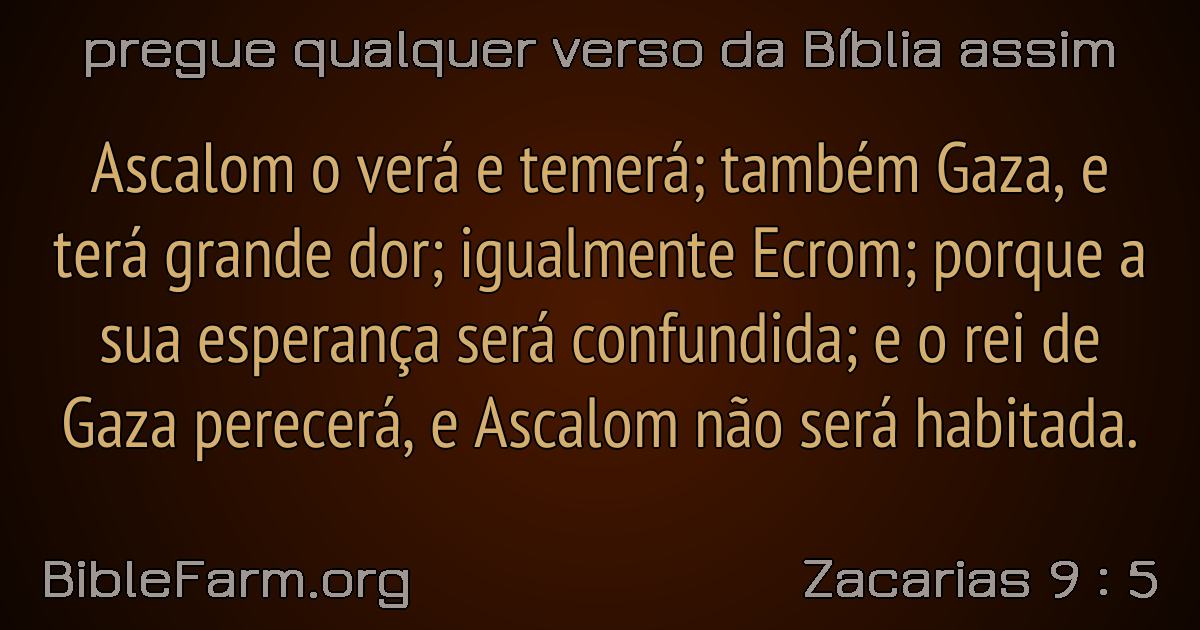 pregue qualquer verso da Bíblia assim
Ascalom o verá e temerá; também Gaza, e
terá grande dor; igualmente Ecrom; porque a
sua esperança será confundida; e o rei de
Gaza perecerá, e Ascalom não será habitada.
BibleFarm.org
Zacarias 9 : 5